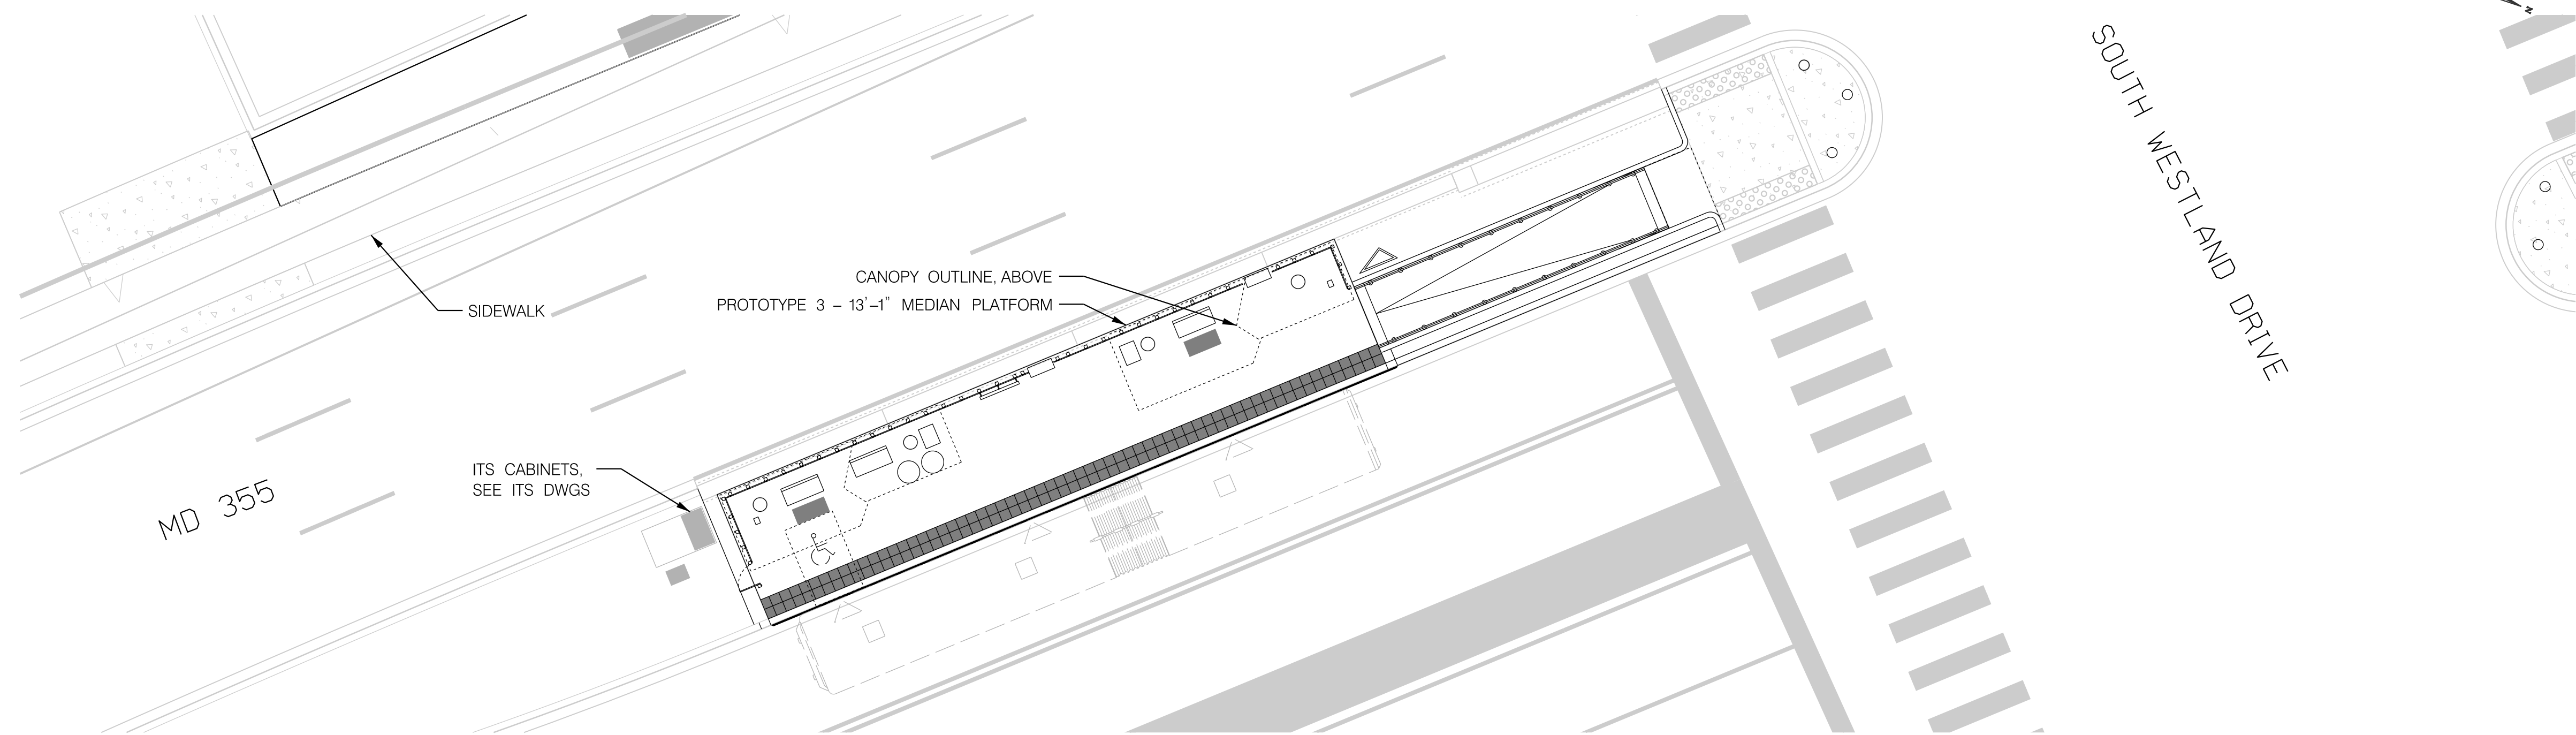 N
SOUTH WESTLAND DRIVE
CANOPY OUTLINE, ABOVE
PROTOTYPE 3 – 13'–1" MEDIAN PLATFORM
SIDEWALK
ITS CABINETS,
SEE ITS DWGS
MD 355